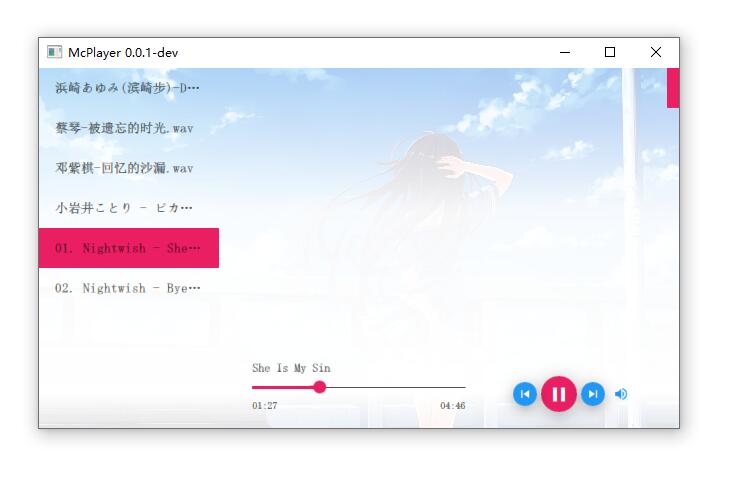 McPlayer 0.0.1-dev
浜崎あゆみ(滨崎步)-D…
蔡琴-被遗忘的时光.wav
邓紫棋-回忆的沙漏.wav
小岩井ことり - ピカ…
01. Nightwish - She…
02. Nightwish - Bye…
She Is My Sin
01:27 04:46